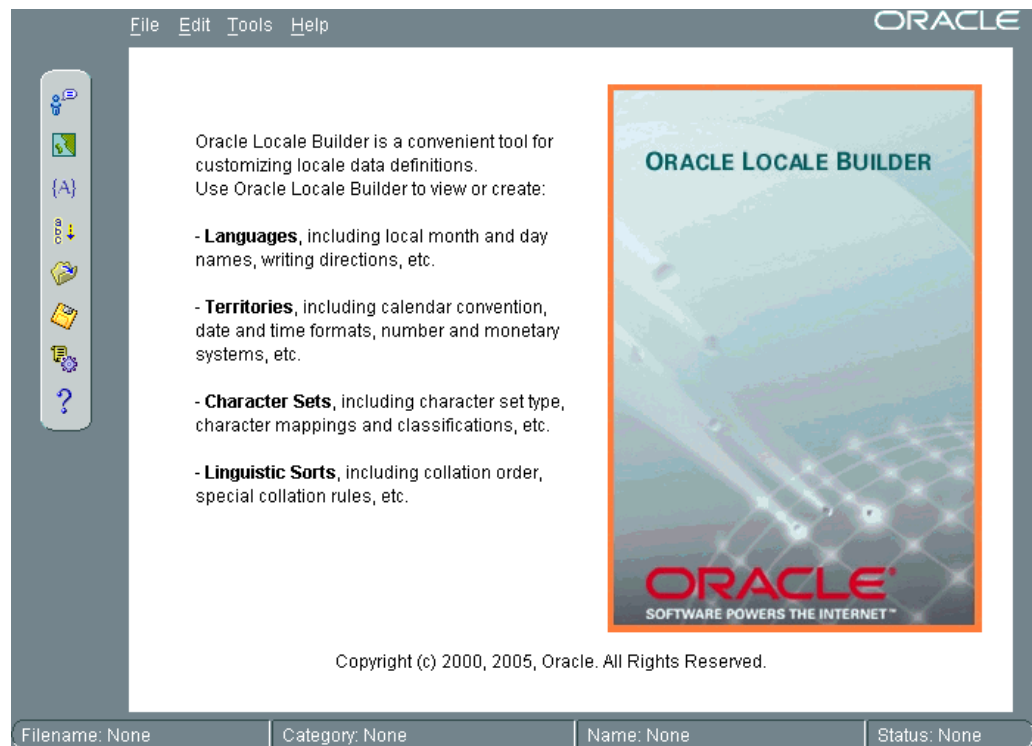 File Edit Tools Help
ORACLE
{A}
a
b
c
?
Oracle Locale Builder is a convenient tool for
customizing locale data definitions.
Use Oracle Locale Builder to view or create:
- Languages, including local month and day
names, writing directions, etc.
- Territories, including calendar convention,
date and time formats, number and monetary
systems, etc.
- Character Sets, including character set type,
character mappings and classifications, etc.
- Linguistic Sorts, including collation order,
special collation rules, etc.
ORACLE LOCALE BUILDER
ORACLE®
SOFTWARE POWERS THE INTERNET™
Copyright (c) 2000, 2005, Oracle. All Rights Reserved.
Filename: None
Category: None
Name: None
Status: None